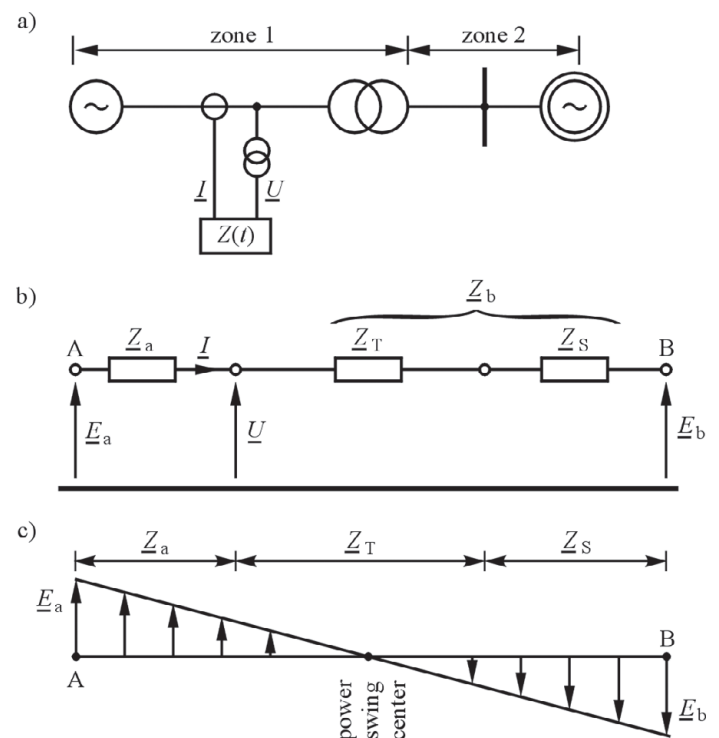 a)
zone 1
zone 2
~
~
I
U
Z(t)
b)
Z b
A
Z a
I
Z T
Z S
B
E a
U
E b
c)
Z a
Z T
Z S
E a
A
B
E b
power
swing
center